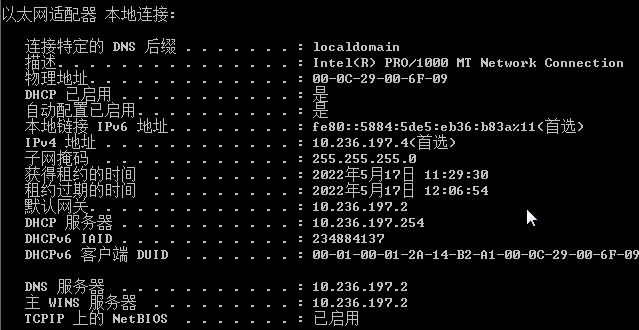 以太网适配器 本地连接:
连接特定的 DNS 后缀 . . . . . . . : localdomain
描述. . . . . . . . . . . . . . . : Intel(R) PRO/1000 MT Network Connection
物理地址. . . . . . . . . . . . . : 00-0C-29-00-6F-09
DHCP 已启用 . . . . . . . . . . . : 是
自动配置已启用. . . . . . . . . . : 是
本地链接 IPv6 地址. . . . . . . . : fe80::5884:5de5:eb36:b83a%11(首选)
IPv4 地址 . . . . . . . . . . . . : 10.236.197.4(首选)
子网掩码 . . . . . . . . . . . . : 255.255.255.0
获得租约的时间 . . . . . . . . . : 2022年5月17日 11:29:30
租约过期的时间 . . . . . . . . . : 2022年5月17日 12:06:54
默认网关. . . . . . . . . . . . . : 10.236.197.2
DHCP 服务器 . . . . . . . . . . . : 10.236.197.254
DHCPv6 IAID . . . . . . . . . . . : 234884137
DHCPv6 客户端 DUID . . . . . . . : 00-01-00-01-2A-14-B2-A1-00-0C-29-00-6F-09
DNS 服务器 . . . . . . . . . . . : 10.236.197.2
主 WINS 服务器 . . . . . . . . . : 10.236.197.2
TCPIP 上的 NetBIOS . . . . . . . : 已启用